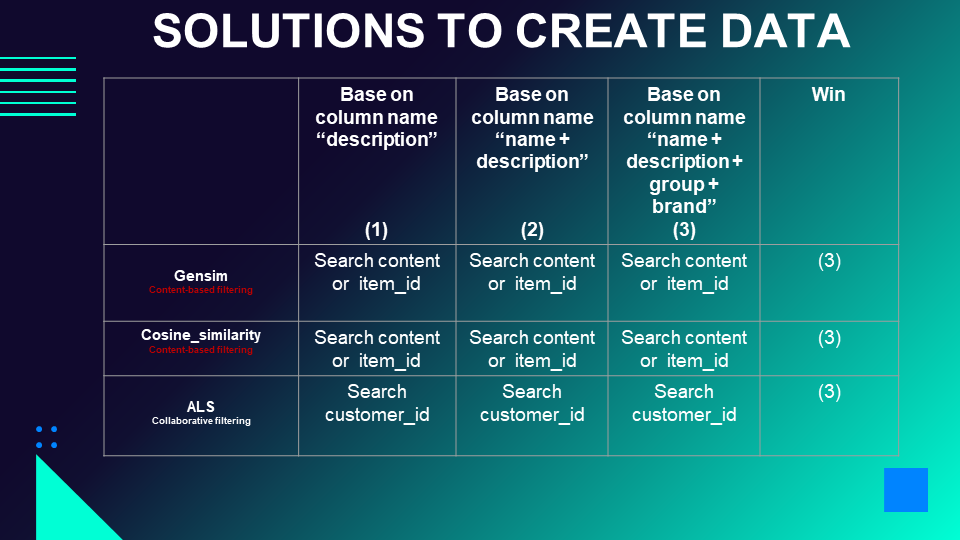 SOLUTIONS TO CREATE DATA
Base on
column name
“description”
(1)
Base on
column name
“name +
description”
(2)
Base on
column name
“name +
description +
group +
brand”
(3)
Win
Gensim
Content-based filtering
Search content
or item_id
Search content
or item_id
Search content
or item_id
(3)
Cosine_similarity
Content-based filtering
Search content
or item_id
Search content
or item_id
Search content
or item_id
(3)
ALS
Collaborative filtering
Search
customer_id
Search
customer_id
Search
customer_id
(3)